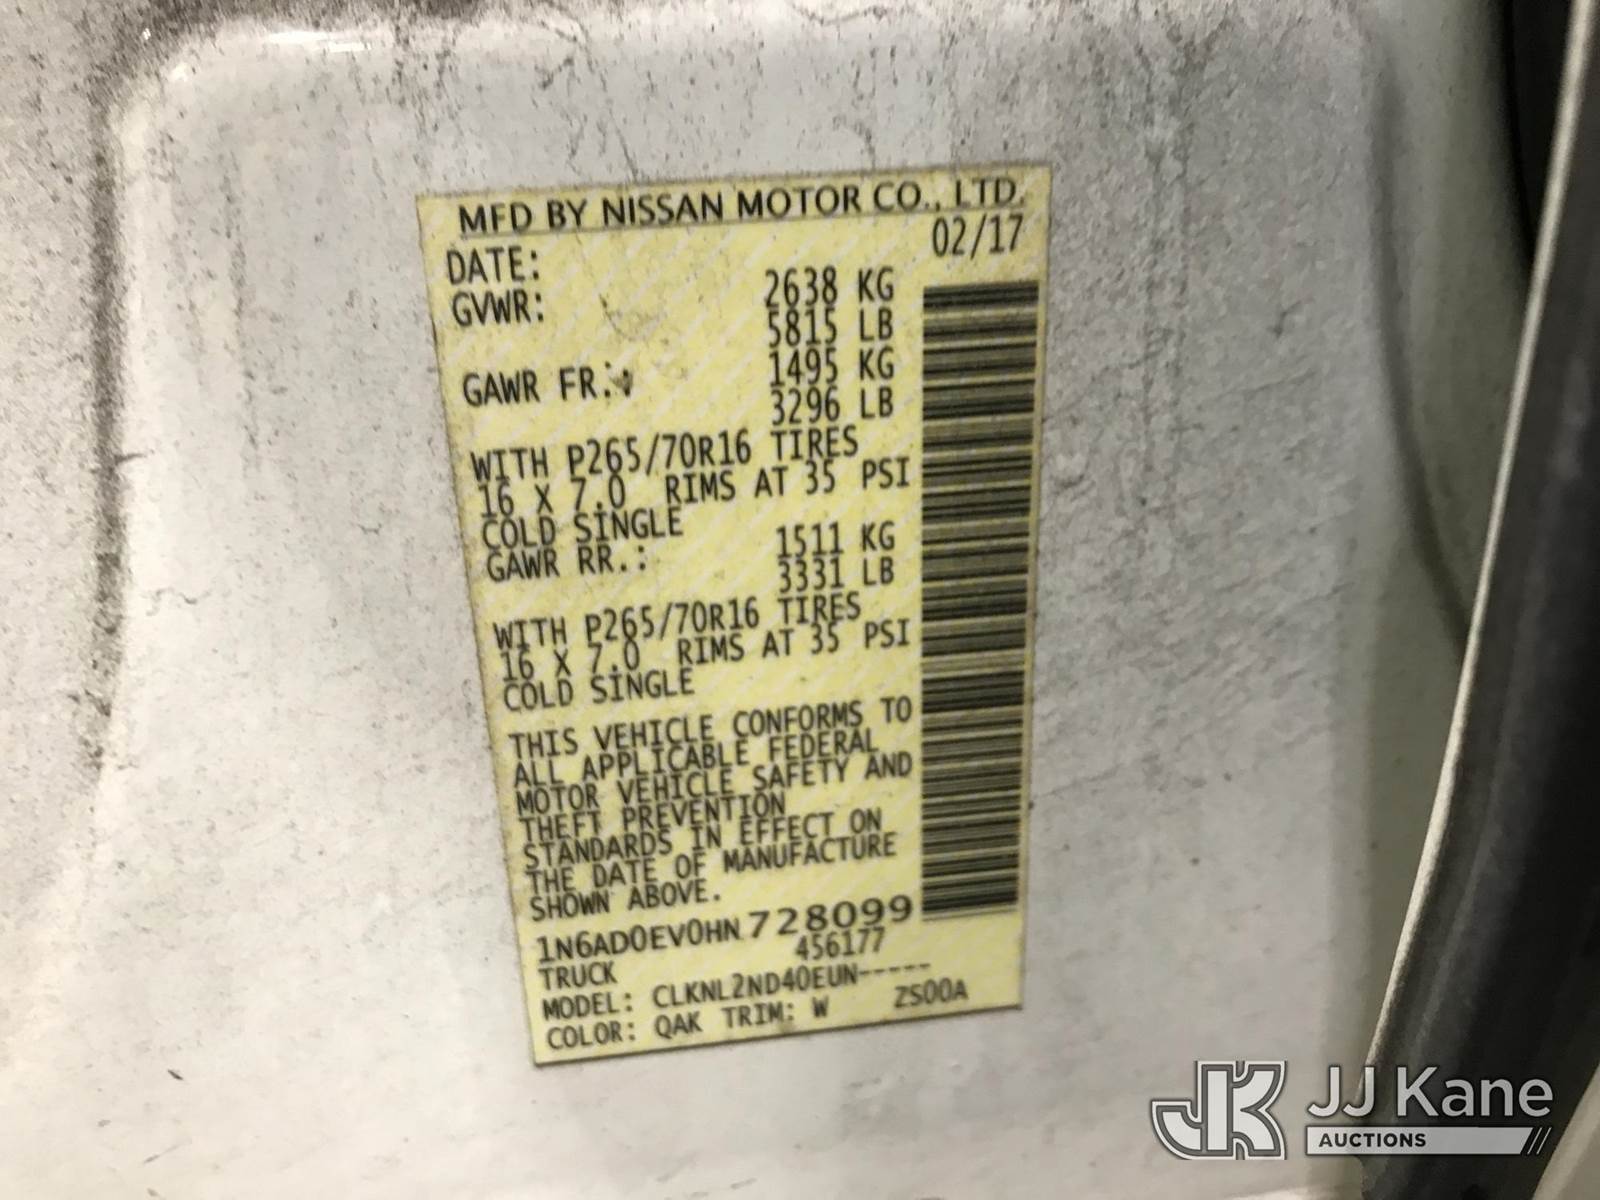 MFD BY NISSAN MOTOR CO., LTD.
DATE: 02/17
GVWR: 2638 KG
5815 LB
GAWR FR.: 1495 KG
3296 LB
WITH P265/70R16 TIRES
16 X 7.0 RIMS AT 35 PSI
COLD SINGLE
GAWR RR.: 1511 KG
3331 LB
WITH P265/70R16 TIRES
16 X 7.0 RIMS AT 35 PSI
COLD SINGLE
THIS VEHICLE CONFORMS TO
ALL APPLICABLE FEDERAL
MOTOR VEHICLE SAFETY AND
THEFT PREVENTION
STANDARDS IN EFFECT ON
THE DATE OF MANUFACTURE
SHOWN ABOVE.
1N6AD0EV0HN 728099
TRUCK 456177
MODEL: CLKNL2ND40EUN-----
COLOR: QAK TRIM: W ZS00A
JK JJ Kane
AUCTIONS